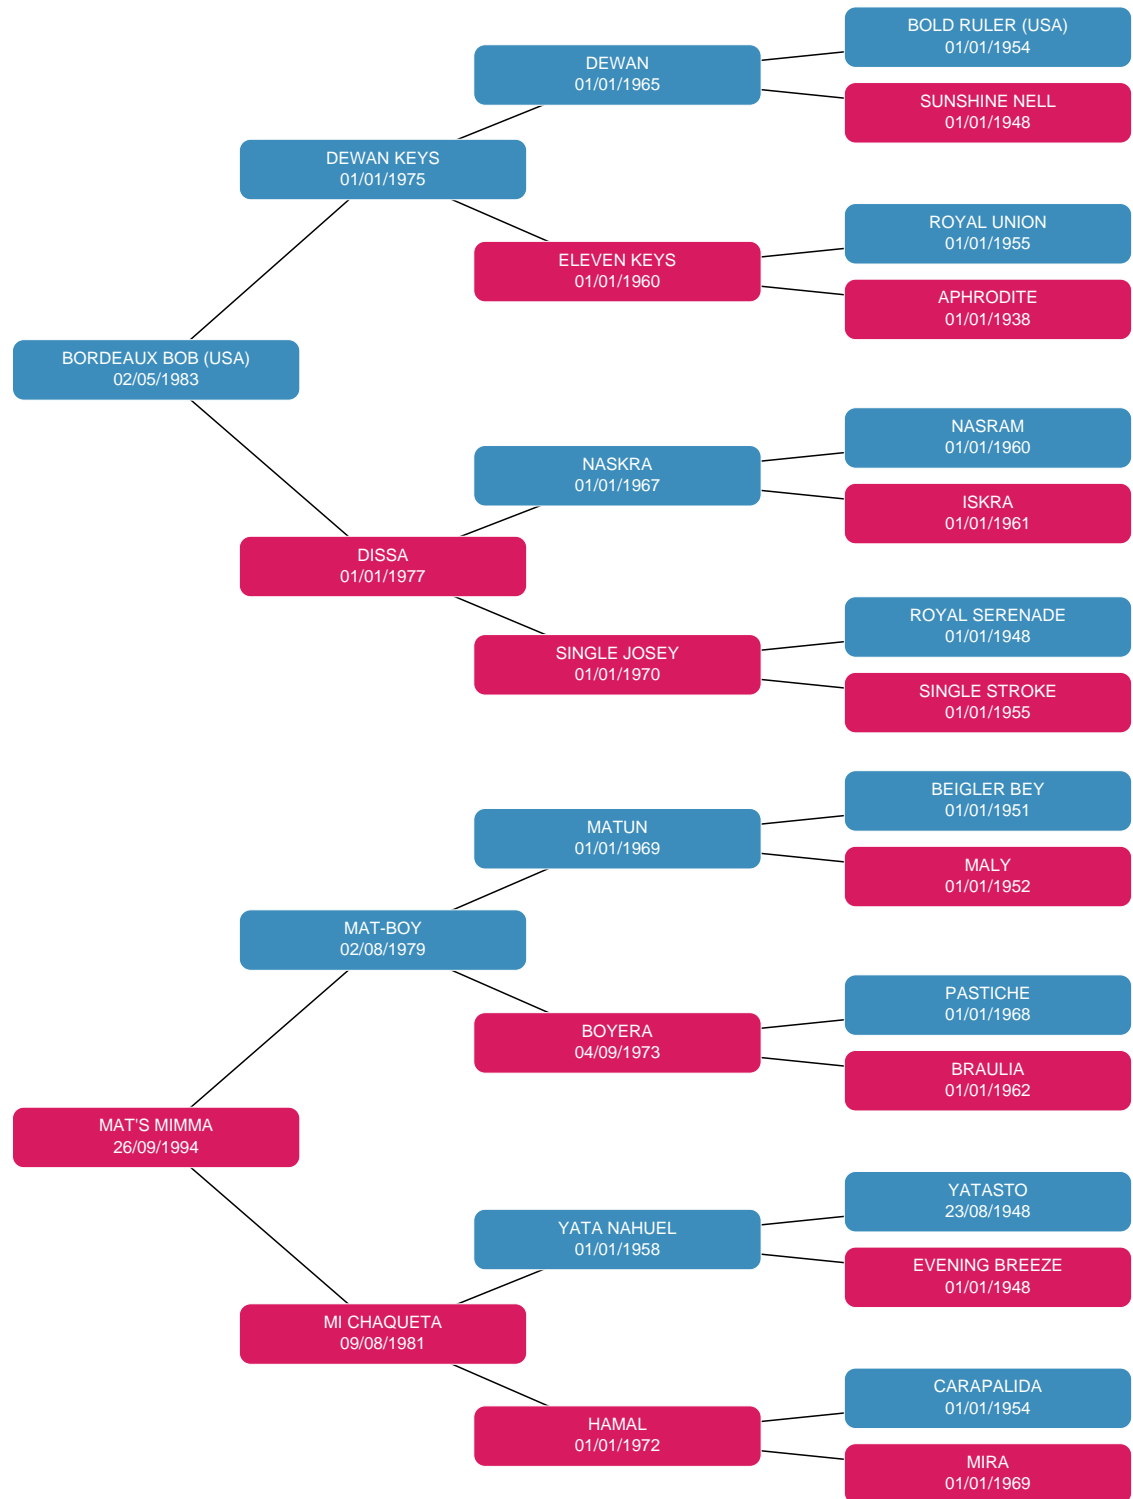 BOLD RULER (USA)
01/01/1954
DEWAN
01/01/1965
SUNSHINE NELL
01/01/1948
DEWAN KEYS
01/01/1975
ROYAL UNION
01/01/1955
ELEVEN KEYS
01/01/1960
APHRODITE
01/01/1938
BORDEAUX BOB (USA)
02/05/1983
NASRAM
01/01/1960
NASKRA
01/01/1967
ISKRA
01/01/1961
DISSA
01/01/1977
ROYAL SERENADE
01/01/1948
SINGLE JOSEY
01/01/1970
SINGLE STROKE
01/01/1955
BEIGLER BEY
01/01/1951
MATUN
01/01/1969
MALY
01/01/1952
MAT-BOY
02/08/1979
PASTICHE
01/01/1968
BOYERA
04/09/1973
BRAULIA
01/01/1962
MAT'S MIMMA
26/09/1994
YATASTO
23/08/1948
YATA NAHUEL
01/01/1958
EVENING BREEZE
01/01/1948
MI CHAQUETA
09/08/1981
CARAPALIDA
01/01/1954
HAMAL
01/01/1972
MIRA
01/01/1969